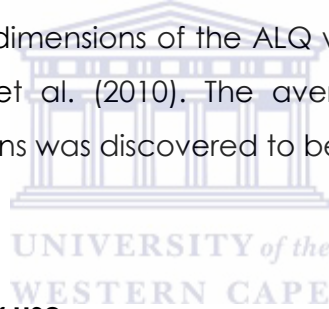 dimensions of the ALQ
et al. (2010). The aver
ns was discovered to be
UNIVERSITY of the
WESTERN CAPE